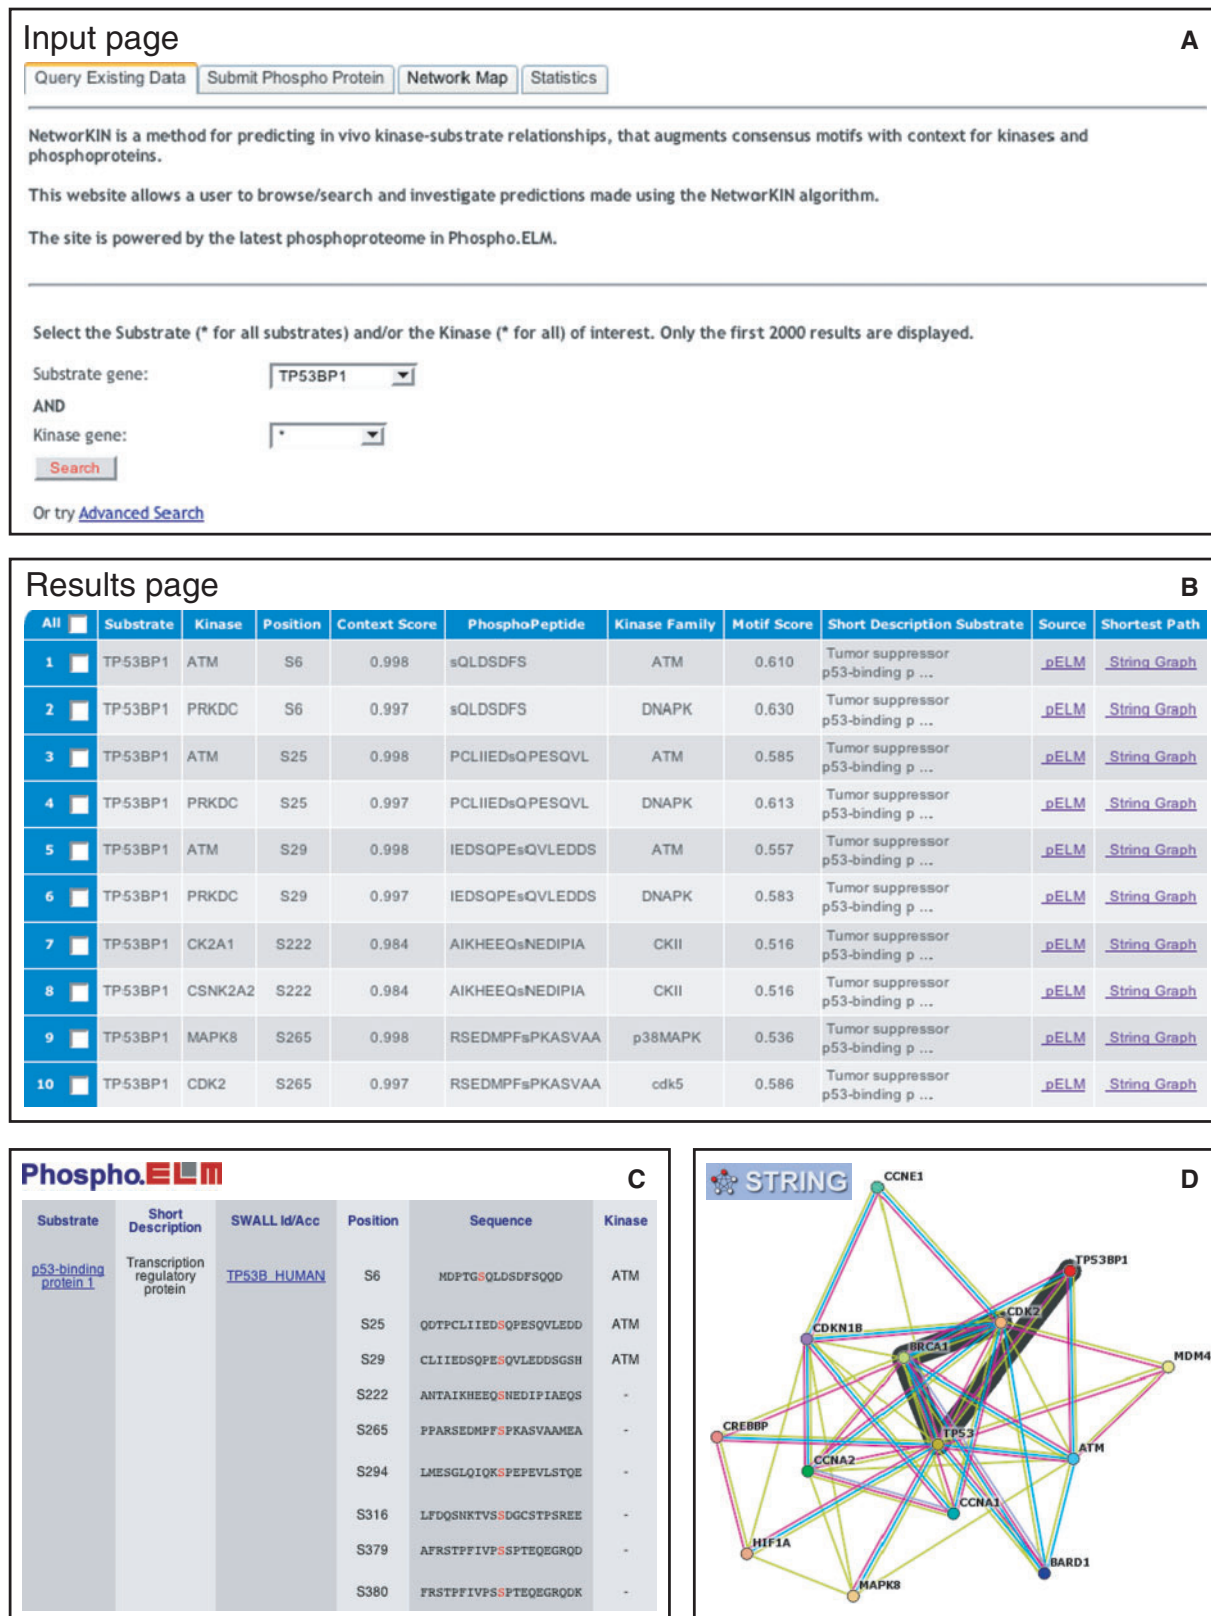 Input page
A
Query Existing Data Submit Phospho Protein Network Map Statistics
NetworKIN is a method for predicting in vivo kinase-substrate relationships, that augments consensus motifs with context for kinases and
phosphoproteins.
This website allows a user to browse/search and investigate predictions made using the NetworKIN algorithm.
The site is powered by the latest phosphoproteome in Phospho.ELM.
Select the Substrate (* for all substrates) and/or the Kinase (* for all) of interest. Only the first 2000 results are displayed.
Substrate gene: TP53BP1
AND
Kinase gene: *
Search
Or try Advanced Search
Results page
B
All Substrate Kinase Position Context Score PhosphoPeptide Kinase Family Motif Score Short Description Substrate Source Shortest Path
1 TP53BP1 ATM S6 0.998 sQLDSDFS ATM 0.610 Tumor suppressor p53-binding p ... pELM String Graph
2 TP53BP1 PRKDC S6 0.997 sQLDSDFS DNAPK 0.630 Tumor suppressor p53-binding p ... pELM String Graph
3 TP53BP1 ATM S25 0.998 PCLIIEDsQPESQVL ATM 0.585 Tumor suppressor p53-binding p ... pELM String Graph
4 TP53BP1 PRKDC S25 0.997 PCLIIEDsQPESQVL DNAPK 0.613 Tumor suppressor p53-binding p ... pELM String Graph
5 TP53BP1 ATM S29 0.998 IEDSQPEsQVLEDDS ATM 0.557 Tumor suppressor p53-binding p ... pELM String Graph
6 TP53BP1 PRKDC S29 0.997 IEDSQPEsQVLEDDS DNAPK 0.583 Tumor suppressor p53-binding p ... pELM String Graph
7 TP53BP1 CK2A1 S222 0.984 AIKHEEQsNEDIPIA CKII 0.516 Tumor suppressor p53-binding p ... pELM String Graph
8 TP53BP1 CSNK2A2 S222 0.984 AIKHEEQsNEDIPIA CKII 0.516 Tumor suppressor p53-binding p ... pELM String Graph
9 TP53BP1 MAPK8 S265 0.998 RSEDMPFsPKASVAA p38MAPK 0.536 Tumor suppressor p53-binding p ... pELM String Graph
10 TP53BP1 CDK2 S265 0.997 RSEDMPFsPKASVAA cdk5 0.586 Tumor suppressor p53-binding p ... pELM String Graph
Phospho.ELM
C
Substrate Short Description SWALL Id/Acc Position Sequence Kinase
p53-binding protein 1 Transcription regulatory protein TP53B_HUMAN S6 MDPTGSQLDSDFSQQD ATM
S25 QDTPCLIIEDSQPESQVLEDD ATM
S29 CLIIEDSQPESQVLEDDSGSH ATM
S222 ANTAIKHEEQSNEDIPIAEQS -
S265 PPARSEDMPFSPKASVAAMEA -
S294 LMESGLQIQKSPEPEVLSTQE -
S316 LFDQSNKTVSSDGCSTPSREE -
S379 AFRSTPFIVPSSPTEQEGRQD -
S380 FRSTPFIVPSSPTEQEGRQDK -
STRING
D
CCNE1
TP53BP1
CDK2
CDKN1B
BRCA1
MDM4
CREBBP
TP53
ATM
CCNA2
CCNA1
HIF1A
BARD1
MAPK8